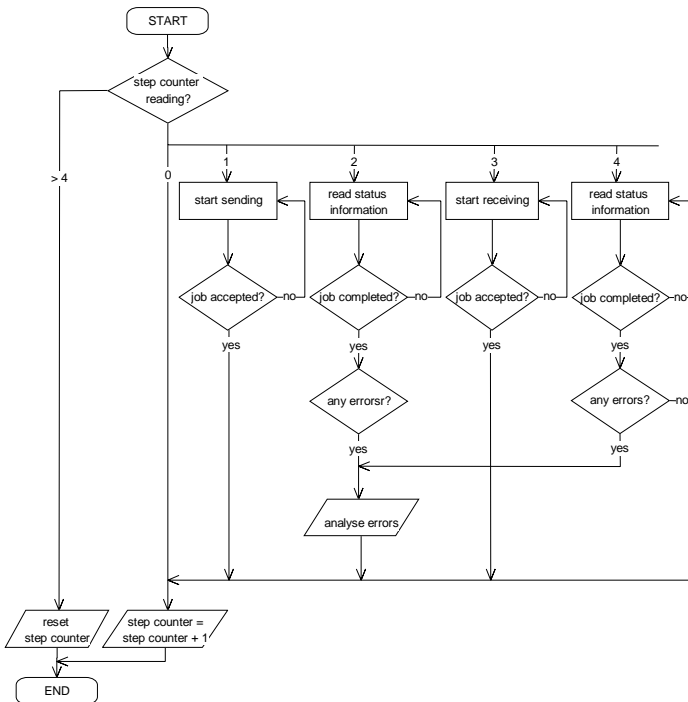 START
step counter
reading?
> 4
0
1
2
3
4
start sending
read status
information
start receiving
read status
information
job accepted?
no
job completed?
no
job accepted?
no
job completed?
no
yes
yes
yes
yes
any errorsr?
any errors?
no
yes
yes
analyse errors
reset
step counter
step counter =
step counter + 1
END